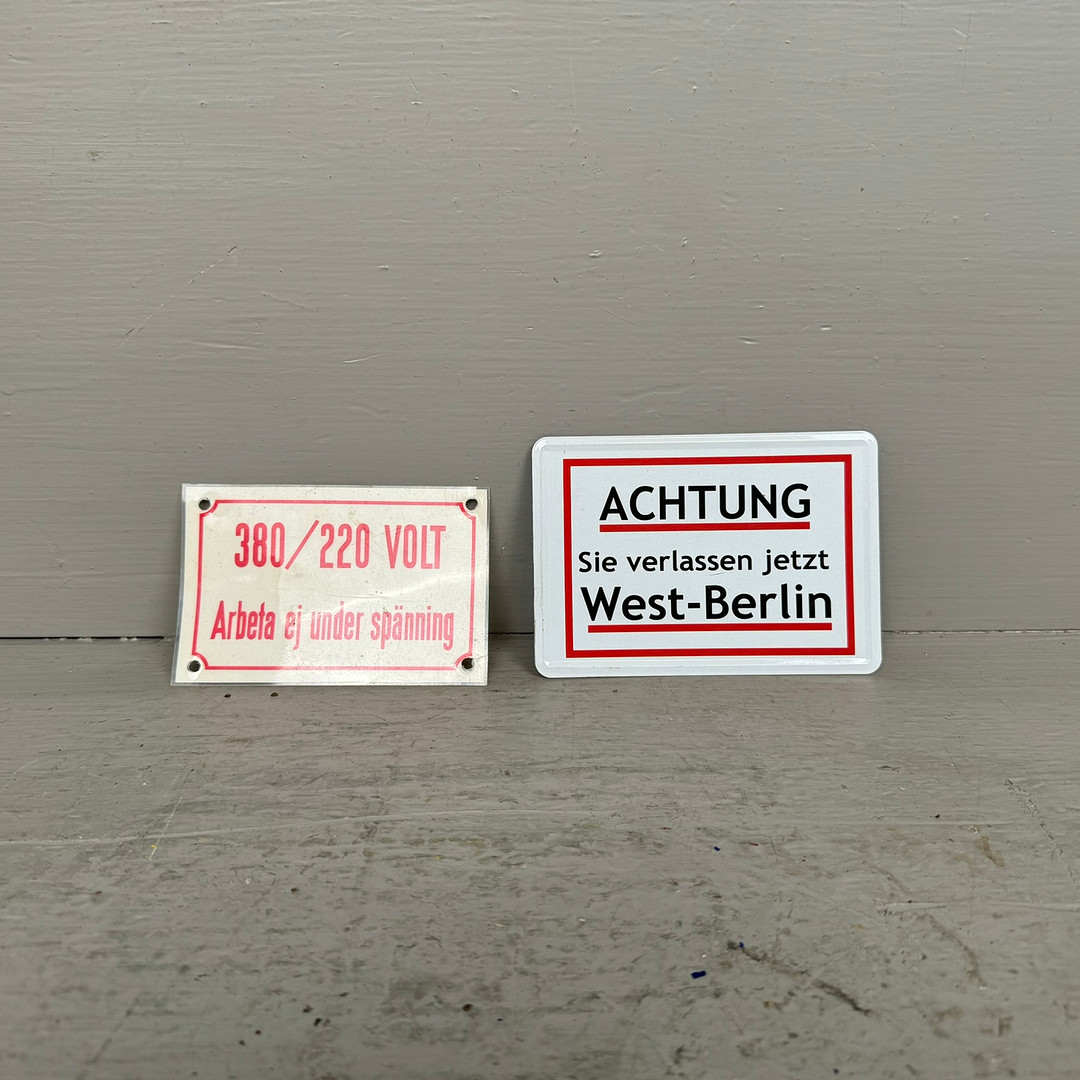 380/220 VOLT
Arbeta ej under spänning
ACHTUNG
Sie verlassen jetzt
West-Berlin